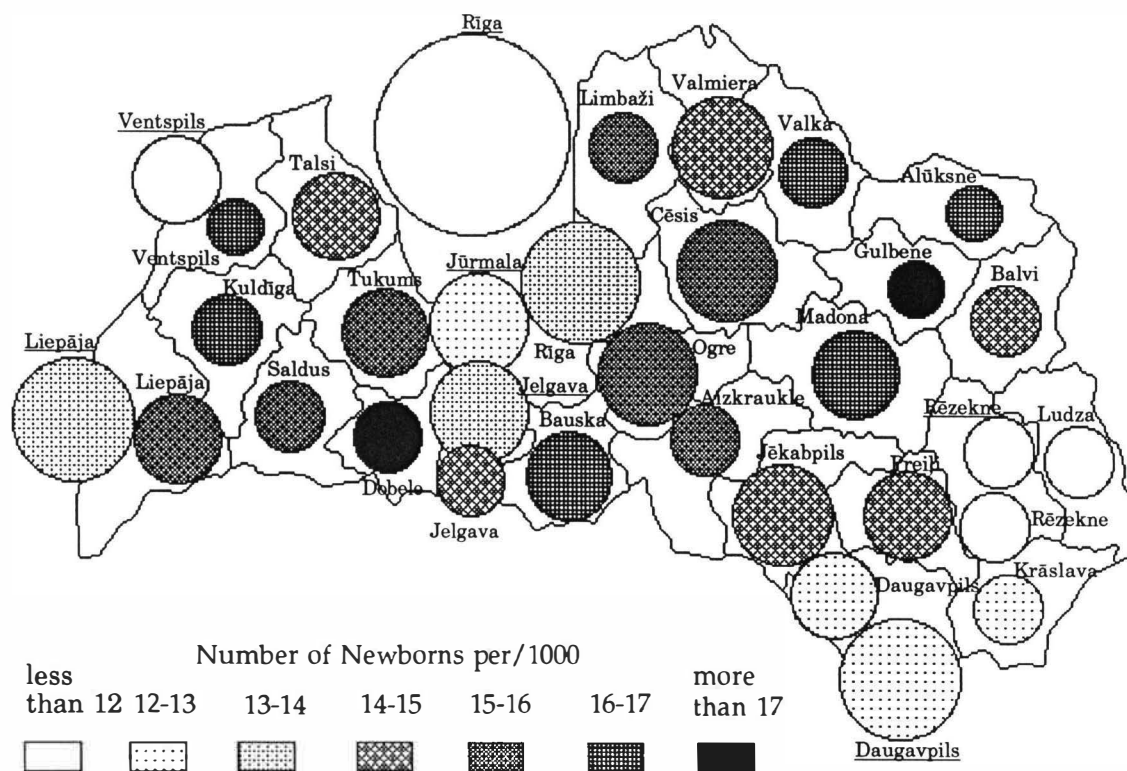 Rīga
Ventspils
Limbaži
Valmiera
Valka
Talsi
Alūksne
Cēsis
Ventspils
Jūrmala
Gulbene
Balvi
Kuldīga
Tukums
Madona
Liepāja
Rīga
Ogre
Liepāja
Saldus
Jelgava
Aizkraukle
Bauska
Rēzekne
Ludza
Jēkabpils
Preiļi
Dobele
Jelgava
Rēzekne
Daugavpils
Krāslava
Daugavpils
Number of Newborns per/1000
less than 12 12-13 13-14 14-15 15-16 16-17 more than 17